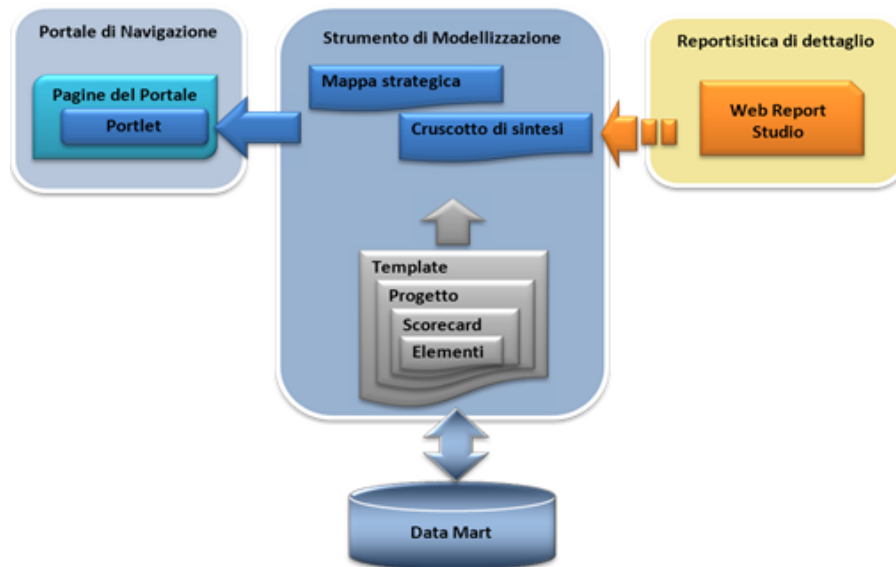 Portale di Navigazione
Pagine del Portale
Portlet
Strumento di Modellizzazione
Mappa strategica
Cruscotto di sintesi
Template
Progetto
Scorecard
Elementi
Reportisitica di dettaglio
Web Report
Studio
Data Mart